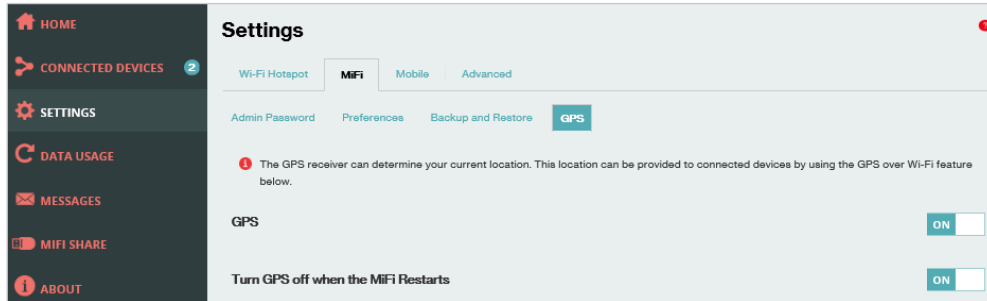 HOME
CONNECTED DEVICES 2
SETTINGS
DATA USAGE
MESSAGES
MIFI SHARE
ABOUT
Settings
Wi-Fi Hotspot MiFi Mobile Advanced
Admin Password Preferences Backup and Restore GPS
The GPS receiver can determine your current location. This location can be provided to connected devices by using the GPS over Wi-Fi feature
below.
GPS ON
Turn GPS off when the MiFi Restarts ON